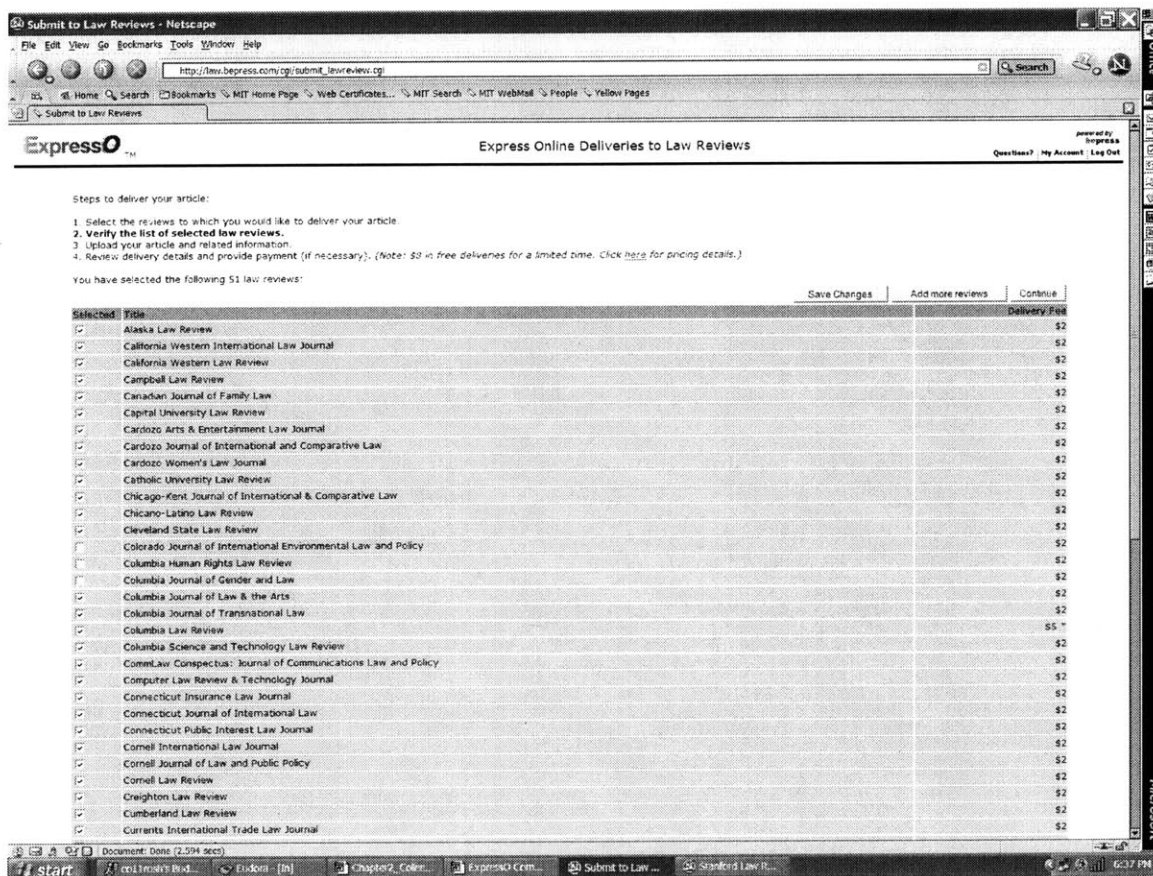 Submit to Law Reviews - Netscape
File Edit View Go Bookmarks Tools Window Help
http://law.bepress.com/cgi/submit_lawreview.cgi
Search
Home Search Bookmarks MIT Home Page Web Certificates... MIT Search MIT WebMail People Yellow Pages
Submit to Law Reviews
ExpressO TM
Express Online Deliveries to Law Reviews
powered by
bepress
Questions? My Account Log Out
Steps to deliver your article:
1. Select the reviews to which you would like to deliver your article.
2. Verify the list of selected law reviews.
3. Upload your article and related information.
4. Review delivery details and provide payment (if necessary). (Note: $8 in free deliveries for a limited time. Click here for pricing details.)
You have selected the following 51 law reviews:
Save Changes Add more reviews Continue
Selected Title Delivery Fee
Alaska Law Review $2
California Western International Law Journal $2
California Western Law Review $2
Campbell Law Review $2
Canadian Journal of Family Law $2
Capital University Law Review $2
Cardozo Arts & Entertainment Law Journal $2
Cardozo Journal of International and Comparative Law $2
Cardozo Women's Law Journal $2
Catholic University Law Review $2
Chicago-Kent Journal of International & Comparative Law $2
Chicano-Latino Law Review $2
Cleveland State Law Review $2
Colorado Journal of International Environmental Law and Policy $2
Columbia Human Rights Law Review $2
Columbia Journal of Gender and Law $2
Columbia Journal of Law & the Arts $2
Columbia Journal of Transnational Law $2
Columbia Law Review $5 *
Columbia Science and Technology Law Review $2
CommLaw Conspectus: Journal of Communications Law and Policy $2
Computer Law Review & Technology Journal $2
Connecticut Insurance Law Journal $2
Connecticut Journal of International Law $2
Connecticut Public Interest Law Journal $2
Cornell International Law Journal $2
Cornell Journal of Law and Public Policy $2
Cornell Law Review $2
Creighton Law Review $2
Cumberland Law Review $2
Currents International Trade Law Journal $2
Document: Done (2.594 secs)
start Eudora - [In] Chapter2_Colen... ExpressO Com... Submit to Law ... Stanford Law R... 6:37 PM
Office
Microsoft